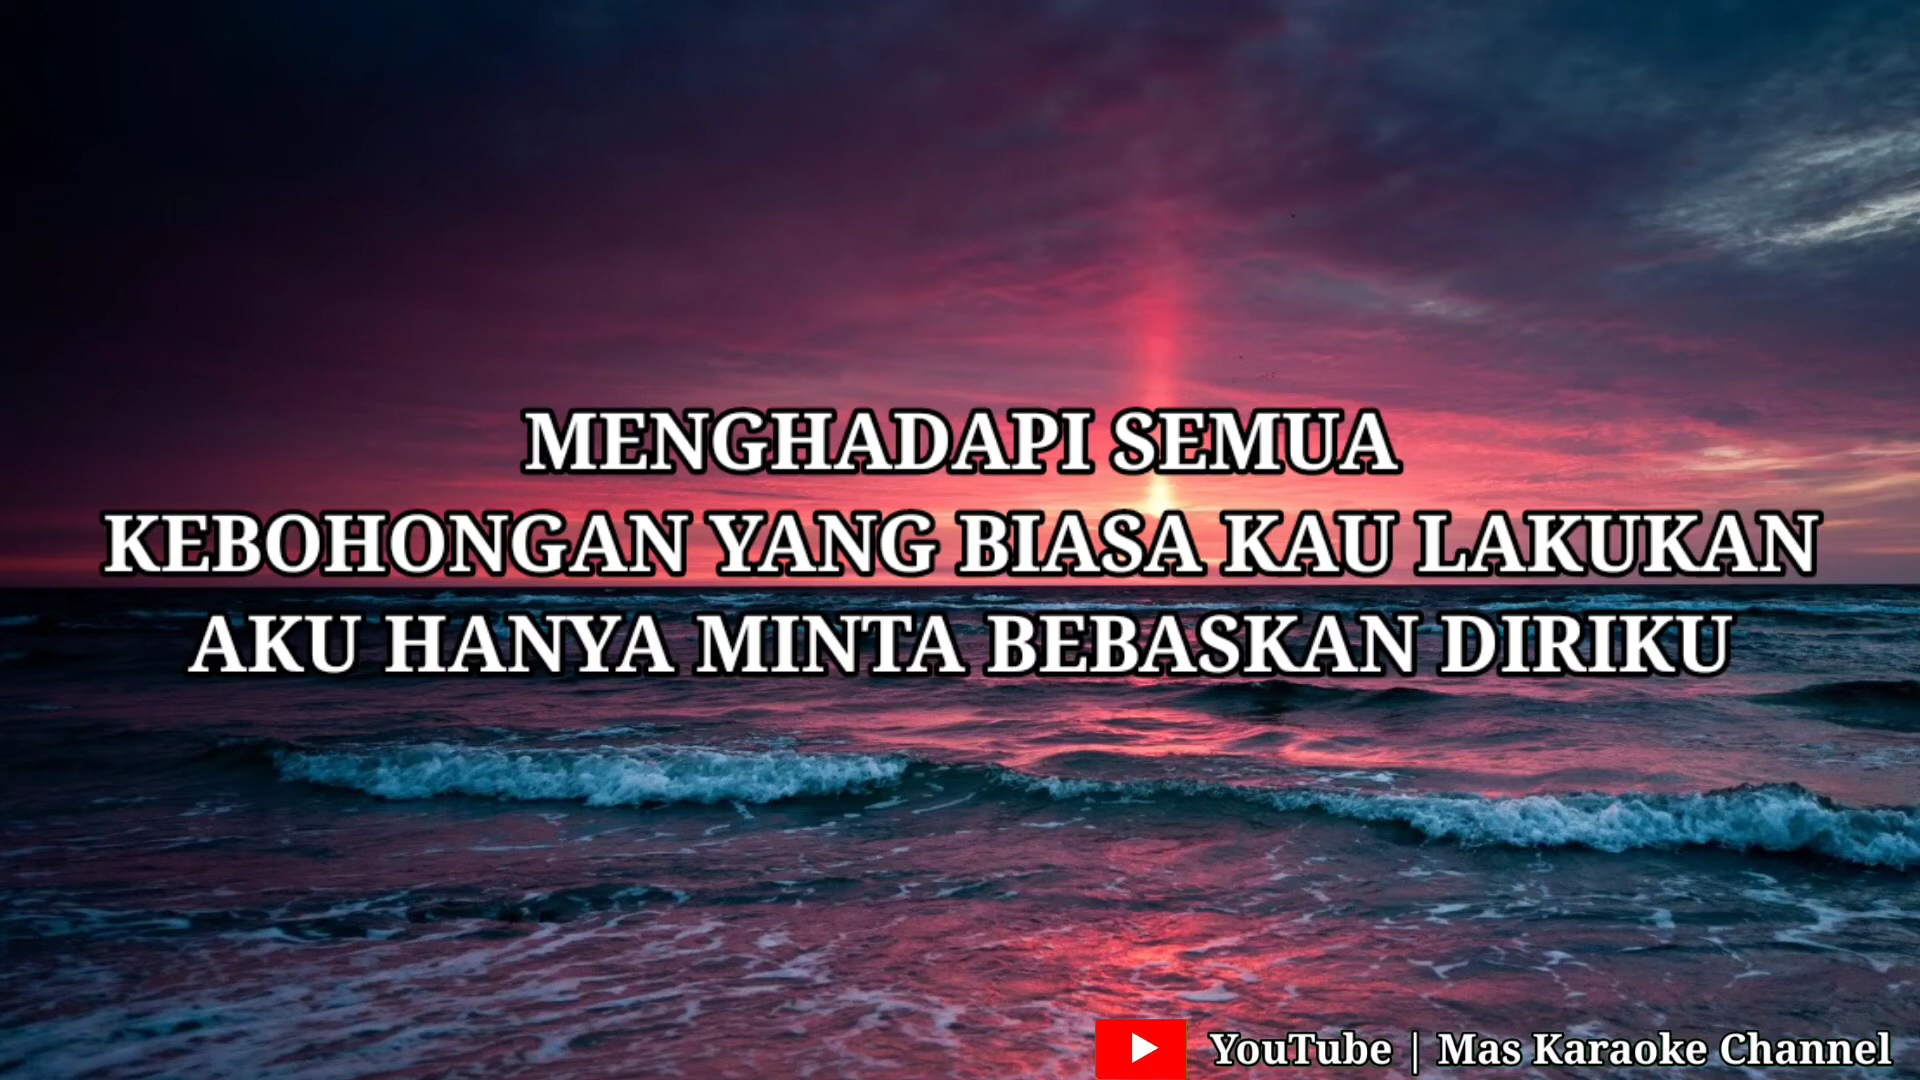 MENGHADAPI SEMUA
KEBOHONGAN YANG BIASA KAU LAKUKAN
AKU HANYA MINTA BEBASKAN DIRIKU
YouTube | Mas Karaoke Channel